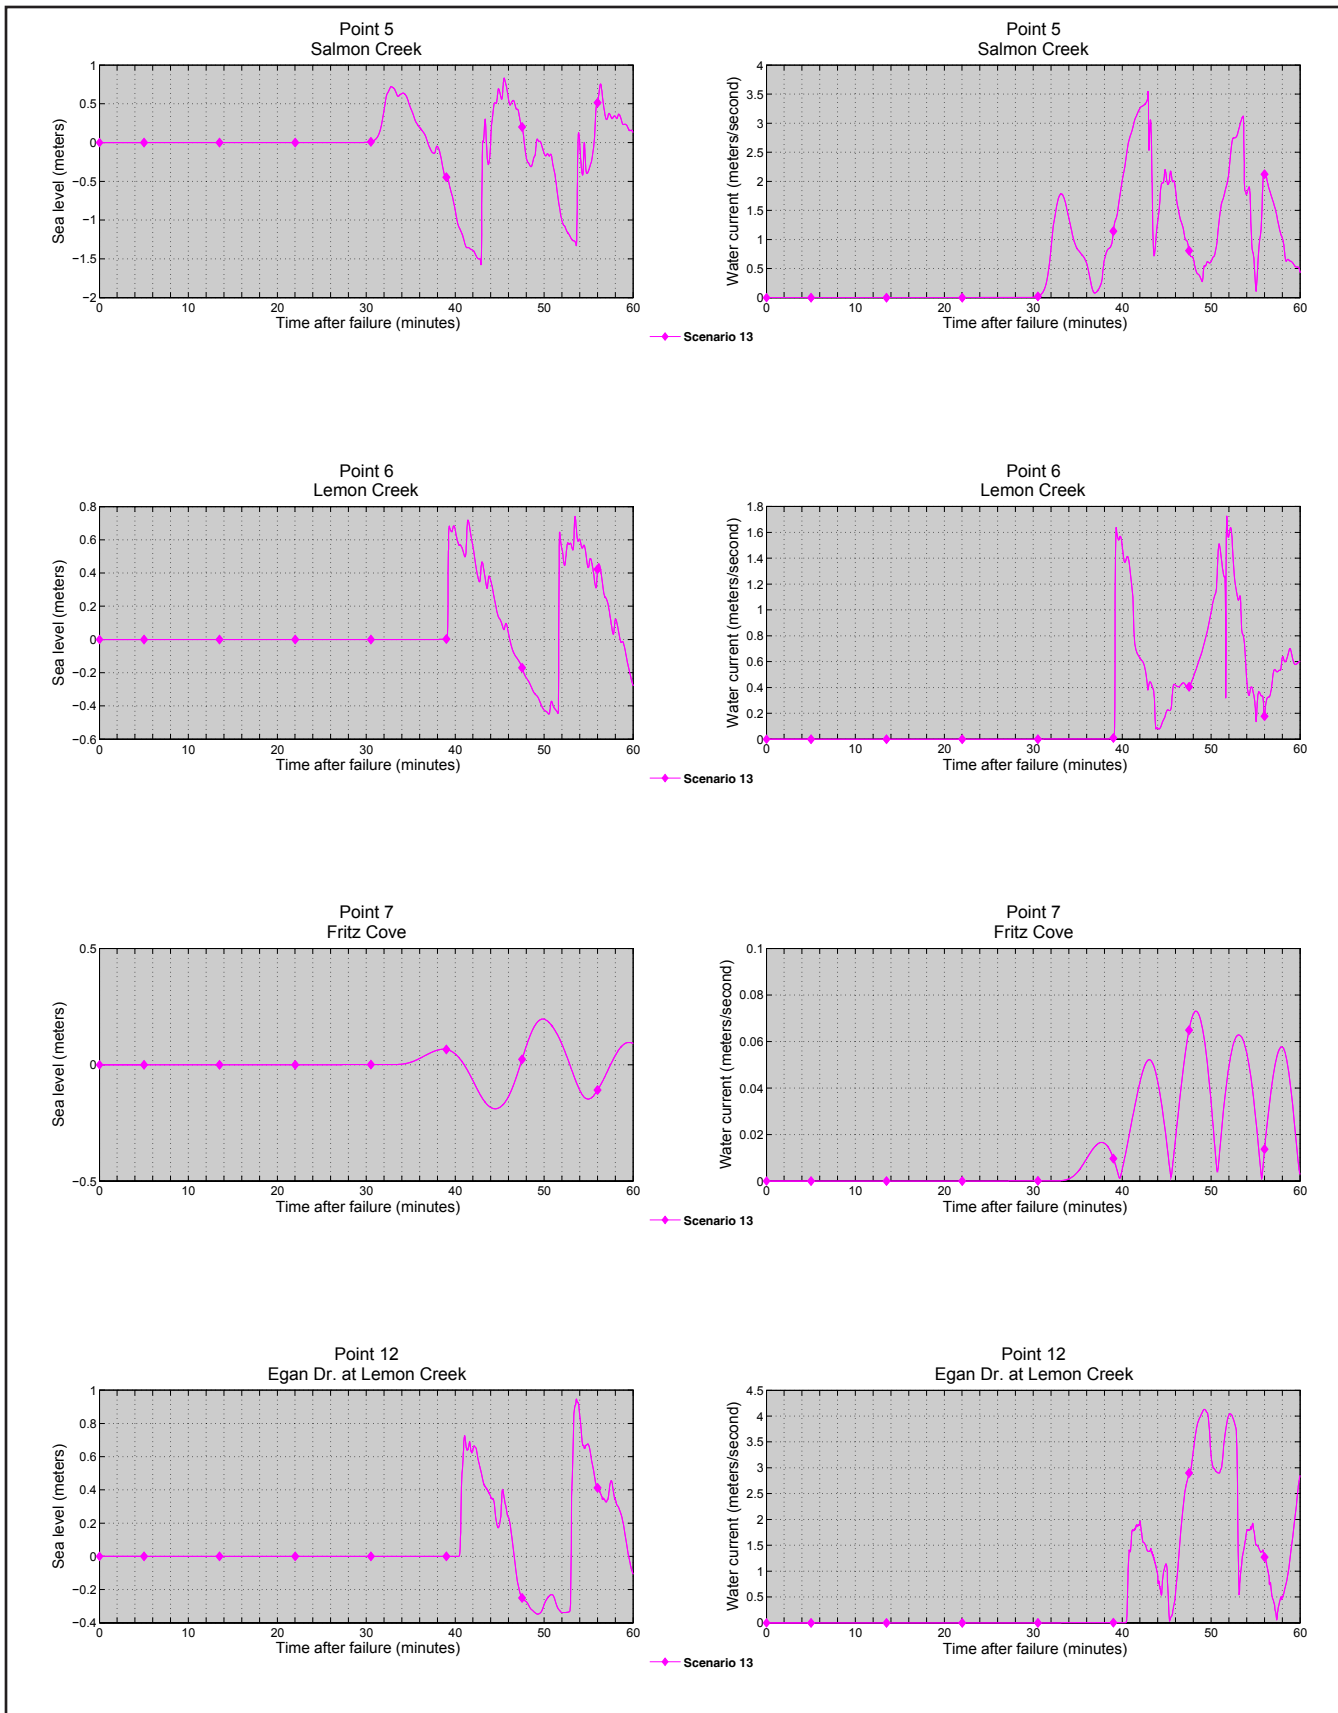 Point 5
Salmon Creek
Sea level (meters)
1
0.5
0
−0.5
−1
−1.5
−2
0 10 20 30 40 50 60
Time after failure (minutes)
Point 5
Salmon Creek
Water current (meters/second)
4
3.5
3
2.5
2
1.5
1
0.5
0
0 10 20 30 40 50 60
Time after failure (minutes)
Scenario 13
Point 6
Lemon Creek
Sea level (meters)
0.8
0.6
0.4
0.2
0
−0.2
−0.4
−0.6
0 10 20 30 40 50 60
Time after failure (minutes)
Point 6
Lemon Creek
Water current (meters/second)
1.8
1.6
1.4
1.2
1
0.8
0.6
0.4
0.2
0
0 10 20 30 40 50 60
Time after failure (minutes)
Scenario 13
Point 7
Fritz Cove
Sea level (meters)
0.5
0
−0.5
0 10 20 30 40 50 60
Time after failure (minutes)
Point 7
Fritz Cove
Water current (meters/second)
0.1
0.08
0.06
0.04
0.02
0
0 10 20 30 40 50 60
Time after failure (minutes)
Scenario 13
Point 12
Egan Dr. at Lemon Creek
Sea level (meters)
1
0.8
0.6
0.4
0.2
0
−0.2
−0.4
0 10 20 30 40 50 60
Time after failure (minutes)
Point 12
Egan Dr. at Lemon Creek
Water current (meters/second)
4.5
4
3.5
3
2.5
2
1.5
1
0.5
0
0 10 20 30 40 50 60
Time after failure (minutes)
Scenario 13